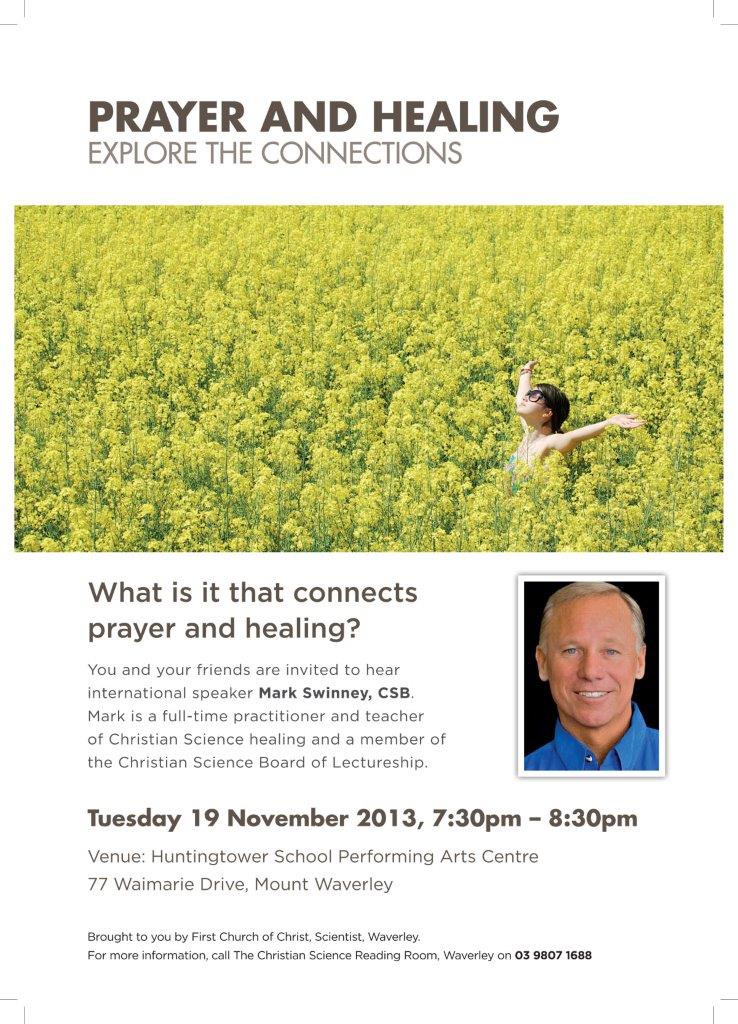 PRAYER AND HEALING
EXPLORE THE CONNECTIONS
What is it that connects
prayer and healing?
You and your friends are invited to hear
international speaker Mark Swinney, CSB.
Mark is a full-time practitioner and teacher
of Christian Science healing and a member of
the Christian Science Board of Lectureship.
Tuesday 19 November 2013, 7:30pm – 8:30pm
Venue: Huntingtower School Performing Arts Centre
77 Waimarie Drive, Mount Waverley
Brought to you by First Church of Christ, Scientist, Waverley.
For more information, call The Christian Science Reading Room, Waverley on 03 9807 1688